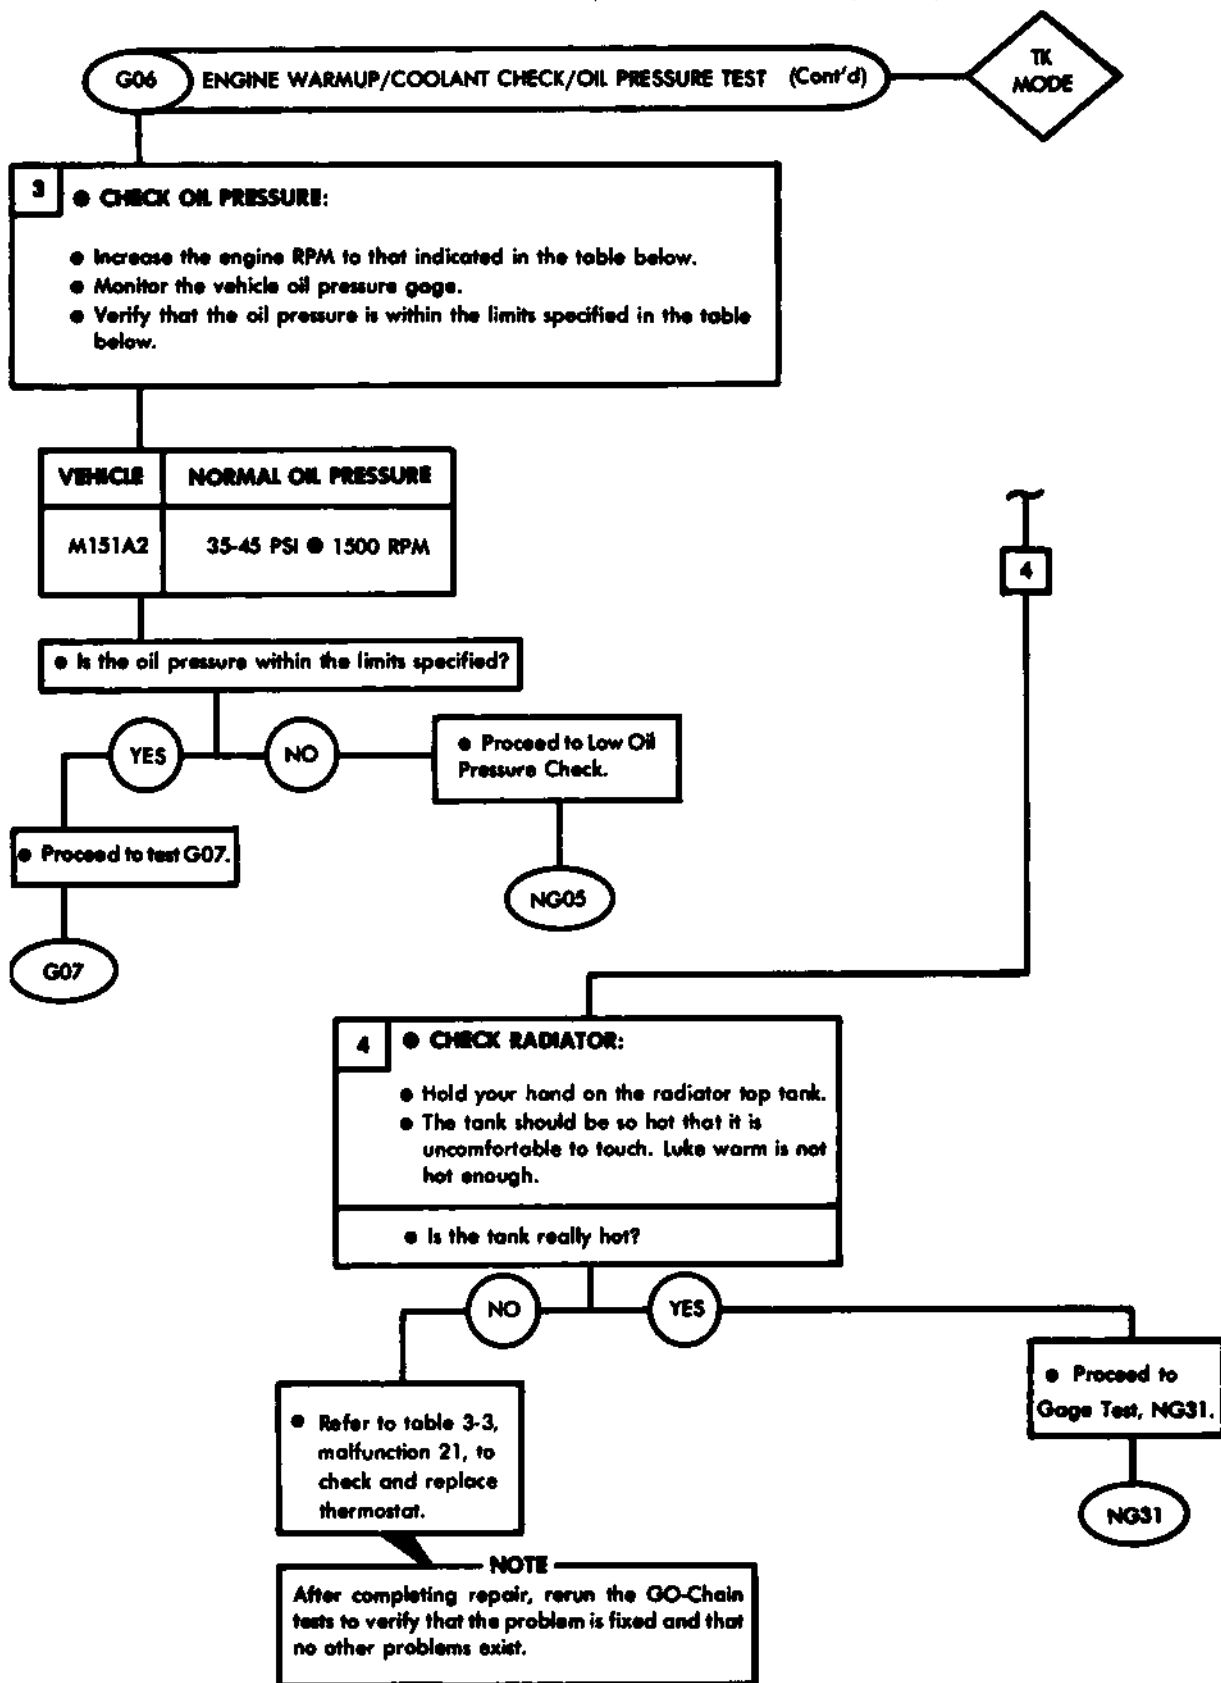 G06 ENGINE WARMUP/COOLANT CHECK/OIL PRESSURE TEST (Cont'd)
TK
MODE
3 ● CHECK OIL PRESSURE:
● Increase the engine RPM to that indicated in the table below.
● Monitor the vehicle oil pressure gage.
● Verify that the oil pressure is within the limits specified in the table
below.
VEHICLE NORMAL OIL PRESSURE
M151A2 35-45 PSI @ 1500 RPM
4
● Is the oil pressure within the limits specified?
YES NO
● Proceed to Low Oil
Pressure Check.
● Proceed to test G07.
NG05
G07
4 ● CHECK RADIATOR:
● Hold your hand on the radiator top tank.
● The tank should be so hot that it is
uncomfortable to touch. Luke warm is not
hot enough.
● Is the tank really hot?
NO YES
● Proceed to
Gage Test, NG31.
NG31
● Refer to table 3-3,
malfunction 21, to
check and replace
thermostat.
NOTE
After completing repair, rerun the GO-Chain
tests to verify that the problem is fixed and that
no other problems exist.